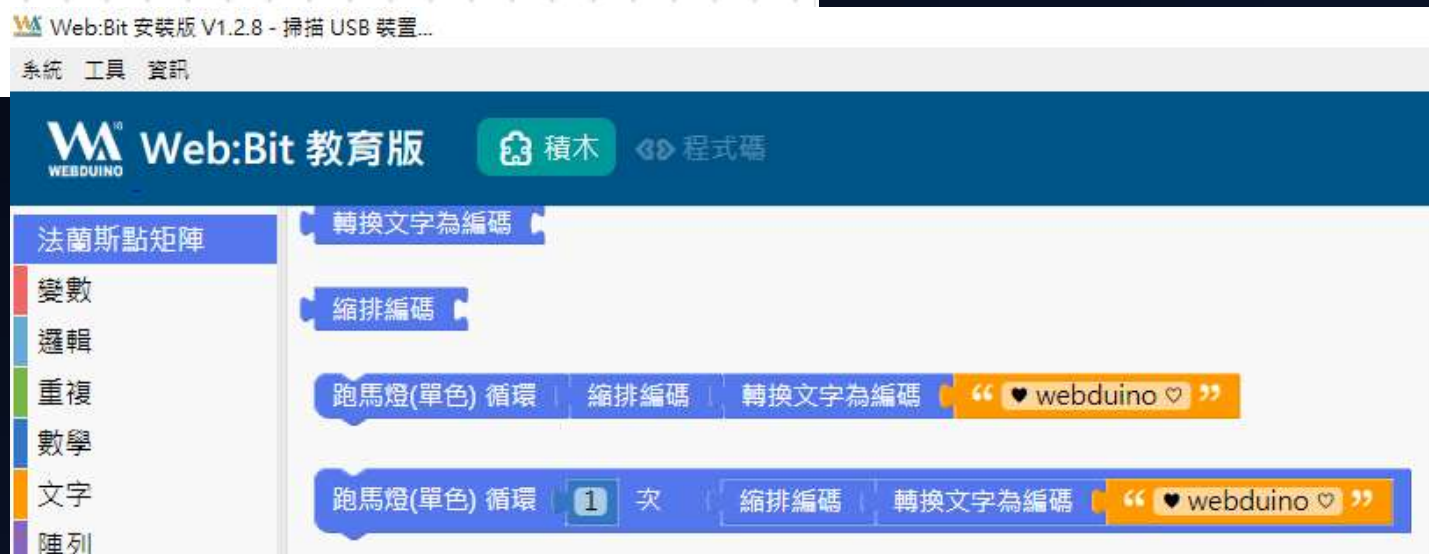 Web:Bit 安裝版 V1.2.8 - 掃描 USB 裝置...
系統 工具 資訊
WEBDUINO Web:Bit 教育版 積木 程式碼
法蘭斯點矩陣
變數
邏輯
重複
數學
文字
陣列
轉換文字為編碼
縮排編碼
跑馬燈(單色) 循環 縮排編碼 轉換文字為編碼 “ ♥ webduino ♡ ”
跑馬燈(單色) 循環 1 次 縮排編碼 轉換文字為編碼 “ ♥ webduino ♡ ”